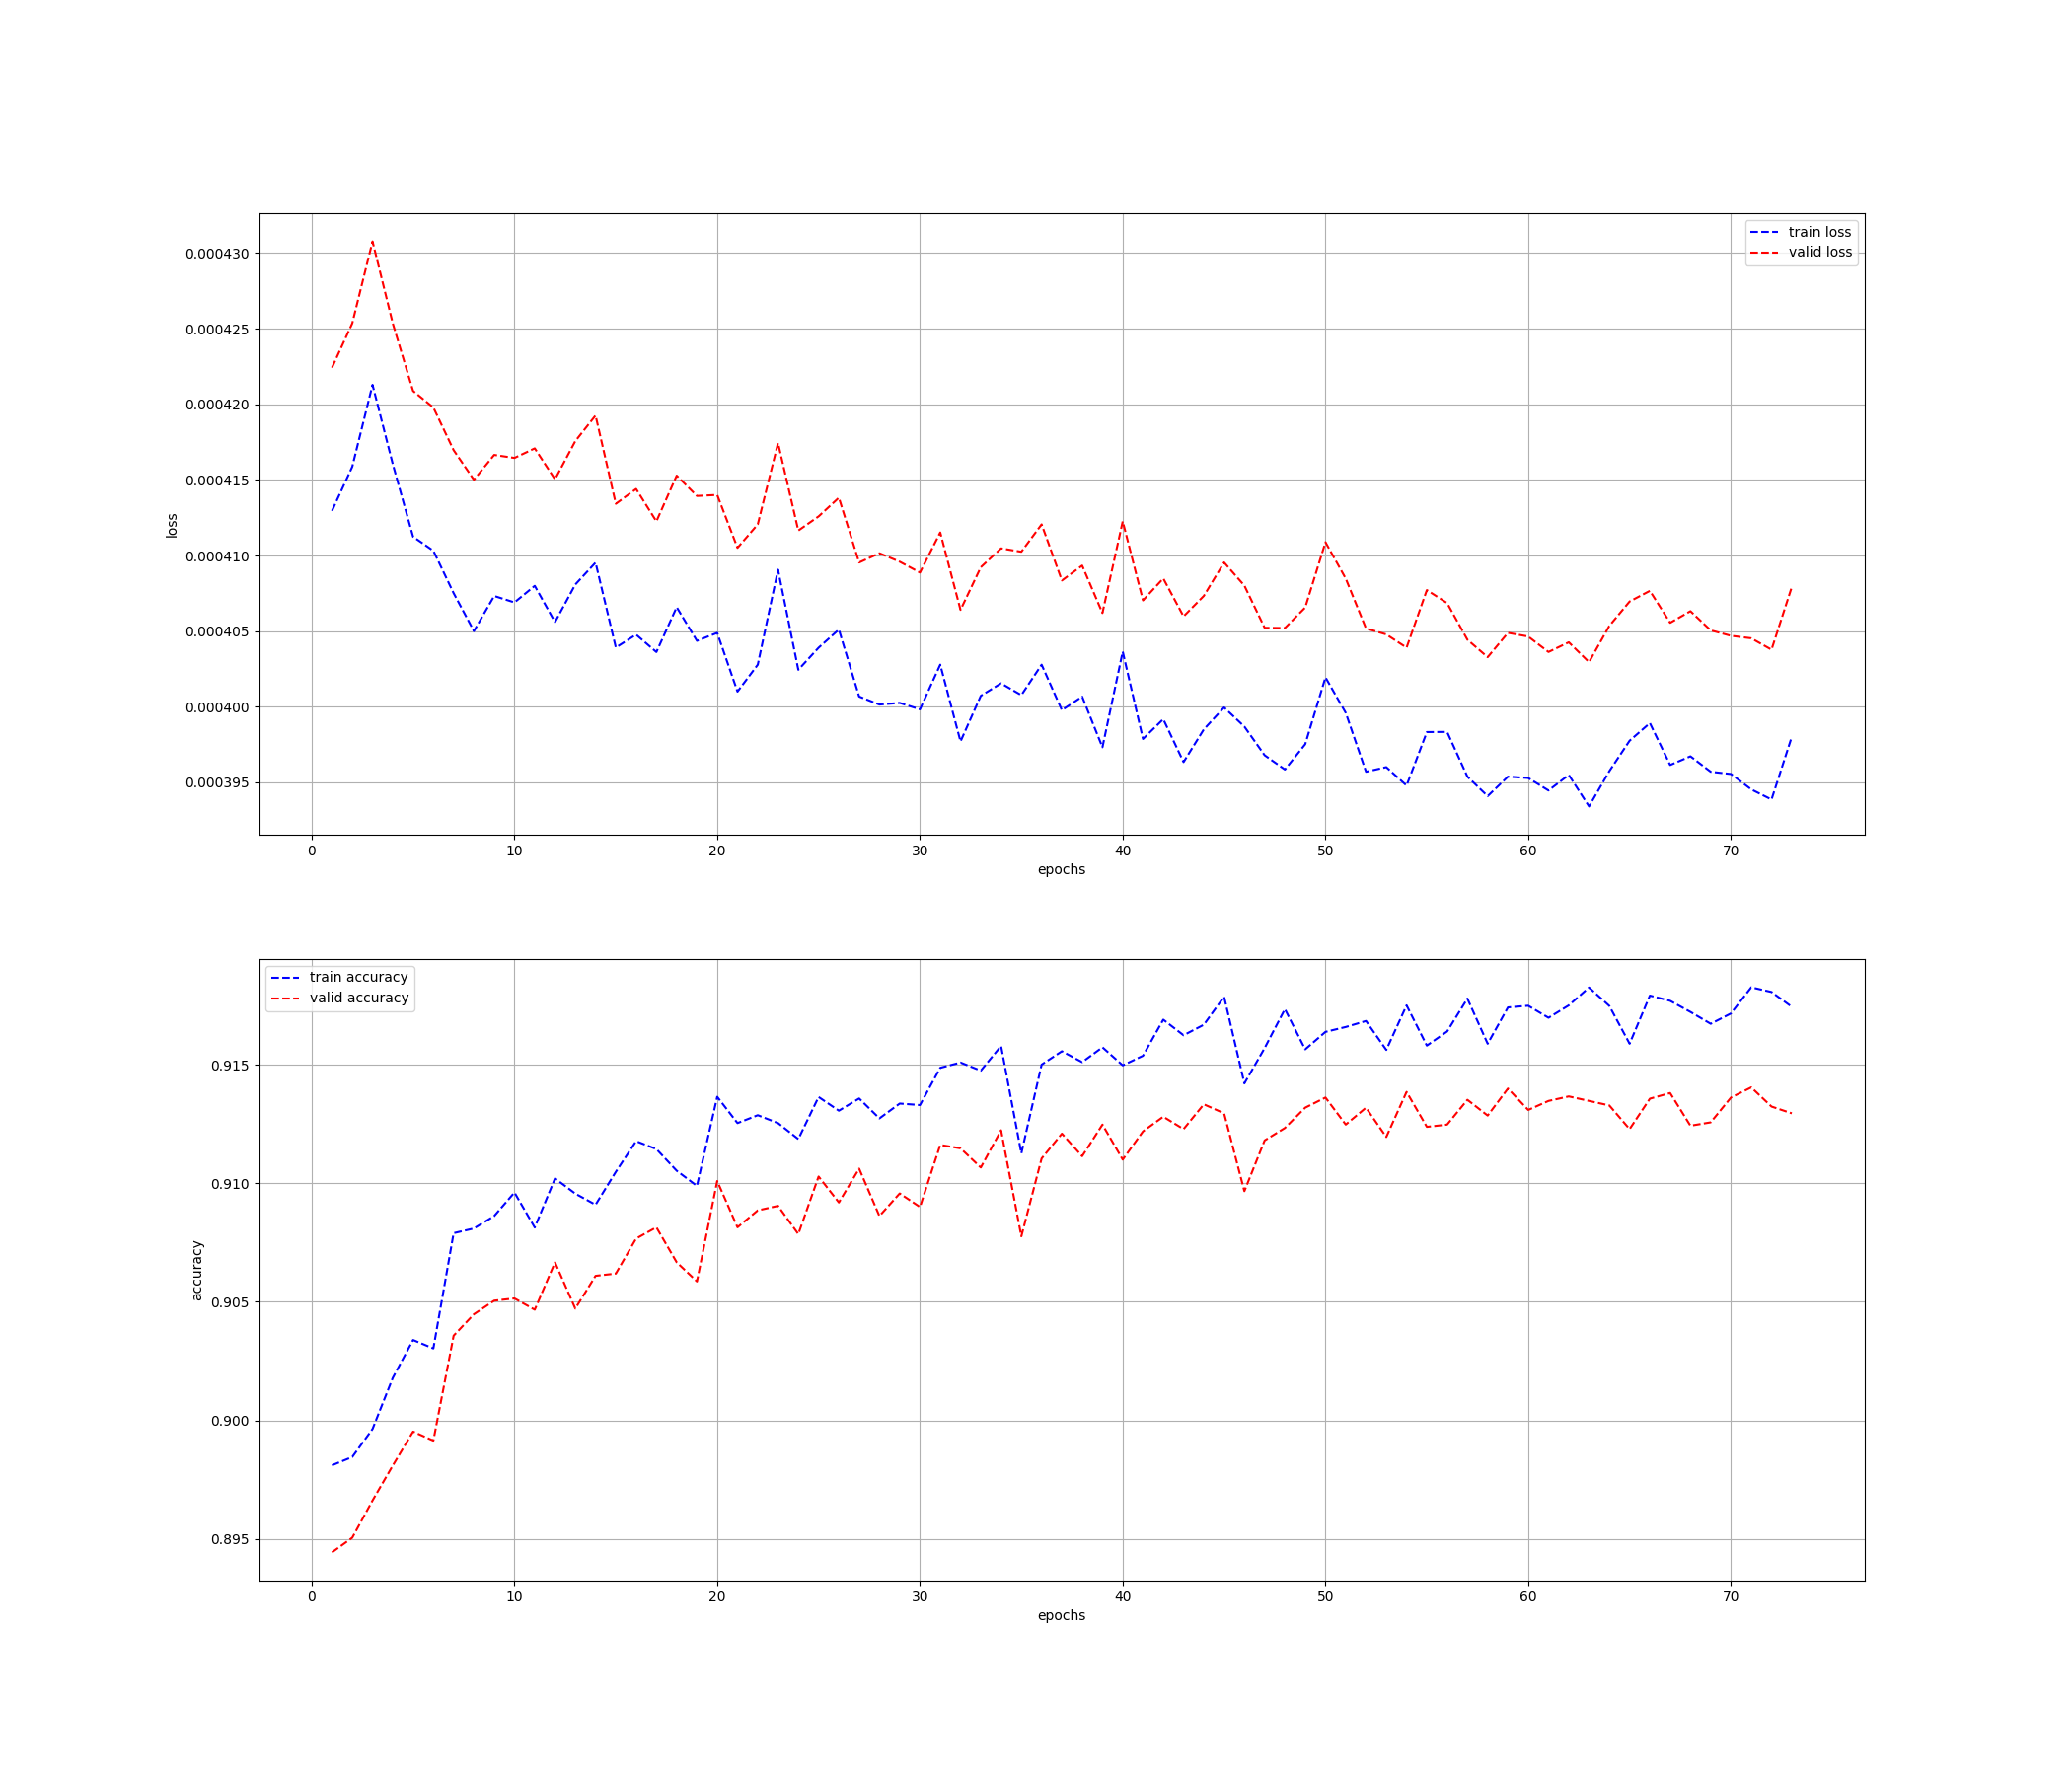 train loss
valid loss
0.000430
0.000425
0.000420
0.000415
0.000410
0.000405
0.000400
0.000395
loss
0 10 20 30 40 50 60 70
epochs
train accuracy
valid accuracy
0.915
0.910
0.905
0.900
0.895
accuracy
0 10 20 30 40 50 60 70
epochs